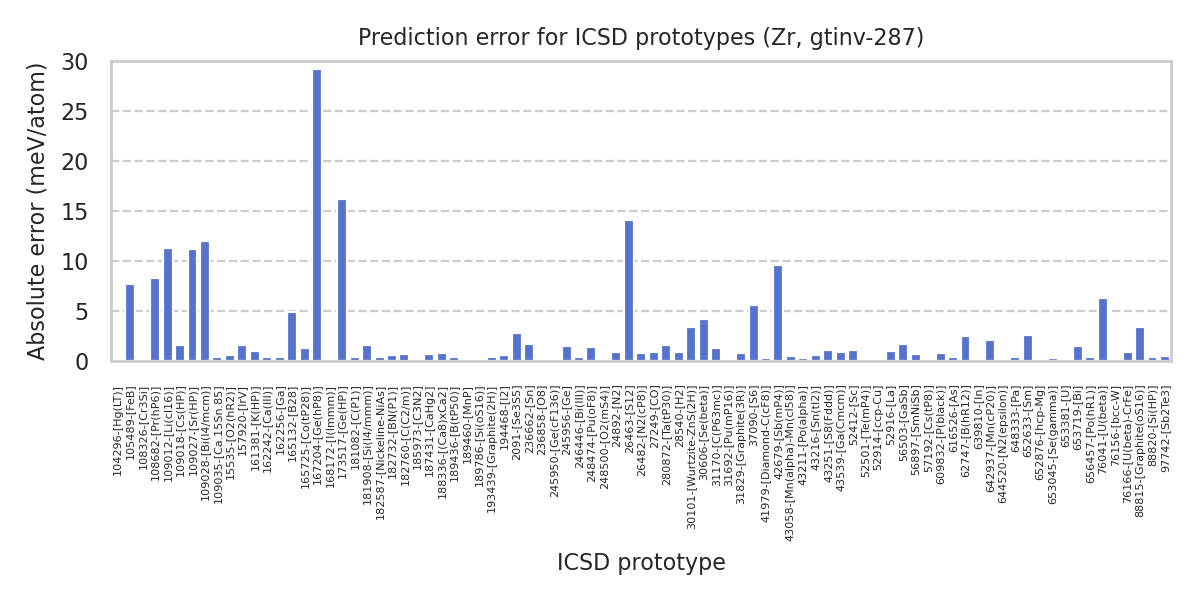 Prediction error for ICSD prototypes (Zr, gtinv-287)
Absolute error (meV/atom)
30
25
20
15
10
5
0
104296-[Hg(LT)]
105489-[FeB]
108326-[Cr3Si]
108682-[Pr(hP6)]
109012-[Li(cI16)]
109018-[Cs(HP)]
109027-[Sr(HP)]
109028-[Bi(I4/mcm)]
109035-[Ca.15Sn.85]
15535-[O2(hR2)]
157920-[IrV]
161381-[K(HP)]
162242-[Ca(III)]
162256-[Ga]
165132-[B28]
165725-[Co(tP28)]
167204-[Ge(hP8)]
168172-[I(Immm)]
173517-[Ge(HP)]
181082-[C(P1)]
181908-[Si(I4/mmm)]
182587-[Nickeline-NiAs]
182732-[BN(P1)]
182760-[C(C2/m)]
185973-[C3N2]
187431-[CaHg2]
188336-[(Ca8)xCa2]
189436-[B(tP50)]
189460-[MnP]
189786-[Si(oS16)]
193439-[Graphite(2H)]
194468-[I2]
2091-[Se3S5]
236662-[Sn]
236858-[O8]
245950-[Ge(cF136)]
245956-[Ge]
246446-[Bi(III)]
248474-[Pu(oF8)]
248500-[O2(mS4)]
24892-[N2]
26463-[S12]
26482-[N2(cP8)]
27249-[CO]
280872-[Ta(tP30)]
28540-[H2]
30101-[Wurtzite-ZnS(2H)]
30606-[Se(beta)]
31170-[C(P63mc)]
31692-[Pu(mP16)]
31829-[Graphite(3R)]
37090-[S6]
41979-[Diamond-C(cF8)]
42679-[Sb(mP4)]
43058-[Mn(alpha)-Mn(cI58)]
43211-[Po(alpha)]
43216-[Sn(tI2)]
43251-[S8(Fddd)]
43539-[Ga(Cmcm)]
52412-[Sc]
52501-[Te(mP4)]
52914-[ccp-Cu]
52916-[La]
56503-[GaSb]
56897-[SmNiSb]
57192-[Cs(tP8)]
609832-[P(black)]
616526-[As]
62747-[B(hR12)]
639810-[In]
642937-[Mn(cP20)]
644520-[N2(epsilon)]
648333-[Pa]
652633-[Sm]
652876-[hcp-Mg]
653045-[Se(gamma)]
653381-[U]
653719-[Bi]
656457-[Po(hR1)]
76041-[U(beta)]
76156-[bcc-W]
76166-[U(beta)-CrFe]
88815-[Graphite(oS16)]
88820-[Si(HP)]
97742-[Sb2Te3]
ICSD prototype